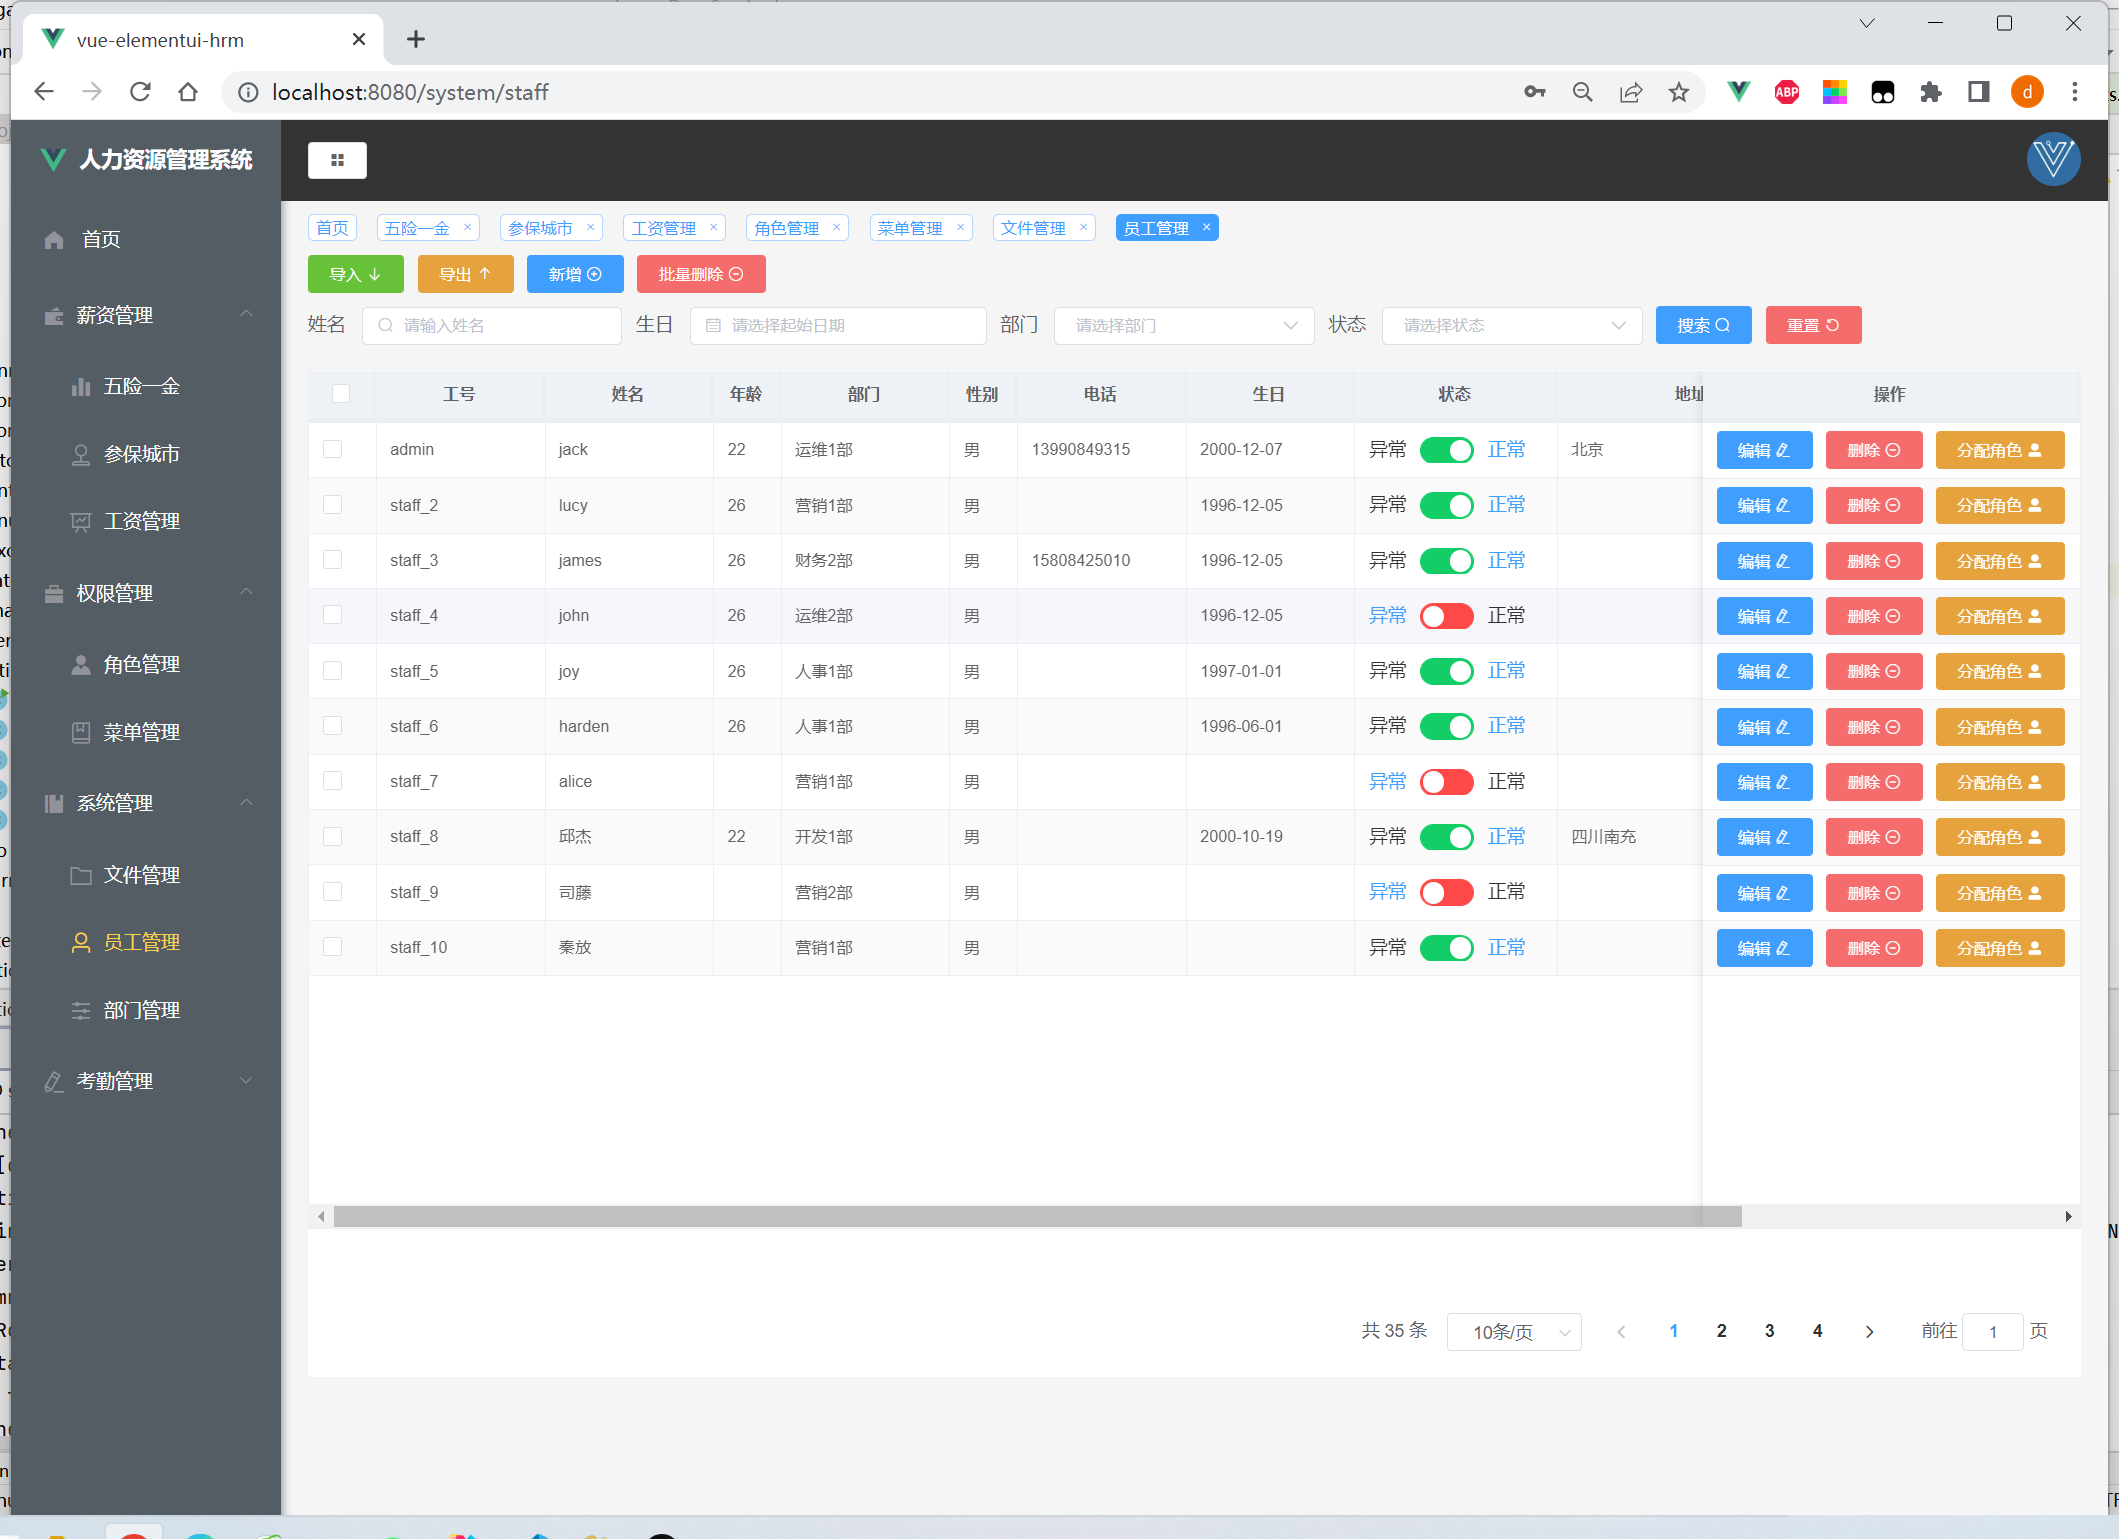 vue-elementui-hrm
localhost:8080/system/staff
ABP
d
人力资源管理系统
首页
薪资管理
五险一金
参保城市
工资管理
权限管理
角色管理
菜单管理
系统管理
文件管理
员工管理
部门管理
考勤管理
首页 五险一金 × 参保城市 × 工资管理 × 角色管理 × 菜单管理 × 文件管理 × 员工管理 ×
导入 导出 新增 批量删除
姓名 请输入姓名 生日 请选择起始日期 部门 请选择部门 状态 请选择状态 搜索 重置
工号 姓名 年龄 部门 性别 电话 生日 状态 地址 操作
admin jack 22 运维1部 男 13990849315 2000-12-07 异常 正常 北京 编辑 删除 分配角色
staff_2 lucy 26 营销1部 男 1996-12-05 异常 正常 编辑 删除 分配角色
staff_3 james 26 财务2部 男 15808425010 1996-12-05 异常 正常 编辑 删除 分配角色
staff_4 john 26 运维2部 男 1996-12-05 异常 正常 编辑 删除 分配角色
staff_5 joy 26 人事1部 男 1997-01-01 异常 正常 编辑 删除 分配角色
staff_6 harden 26 人事1部 男 1996-06-01 异常 正常 编辑 删除 分配角色
staff_7 alice 营销1部 男 异常 正常 编辑 删除 分配角色
staff_8 邱杰 22 开发1部 男 2000-10-19 异常 正常 四川南充 编辑 删除 分配角色
staff_9 司藤 营销2部 男 异常 正常 编辑 删除 分配角色
staff_10 秦放 营销1部 男 异常 正常 编辑 删除 分配角色
共 35 条 10条/页 1 2 3 4 前往 1 页